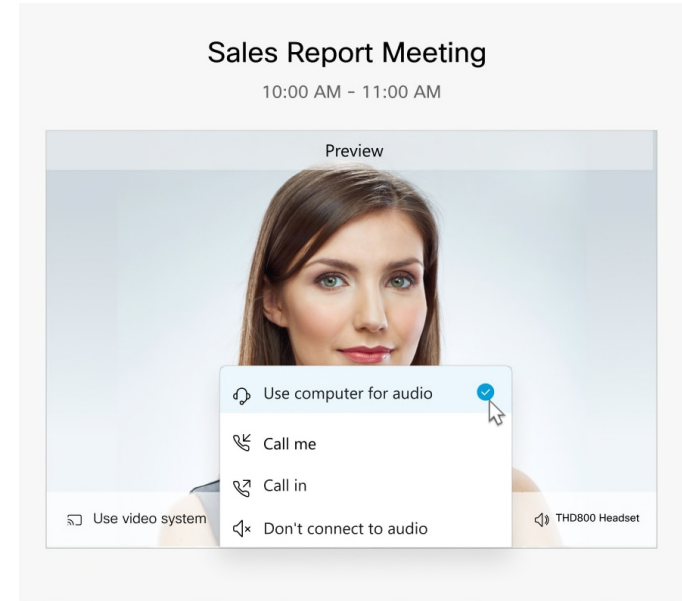 Sales Report Meeting
10:00 AM - 11:00 AM
Preview
Use computer for audio
Call me
Call in
Use video system
Don't connect to audio
THD800 Headset